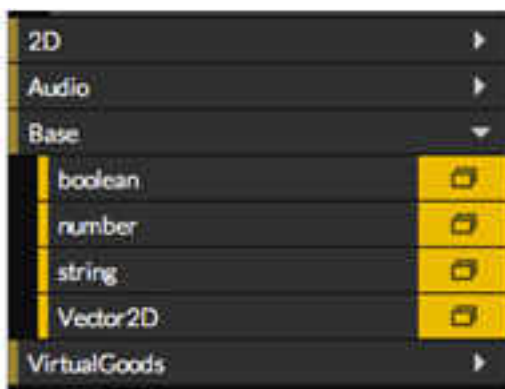 2D
Audio
Base
boolean
number
string
Vector2D
VirtualGoods